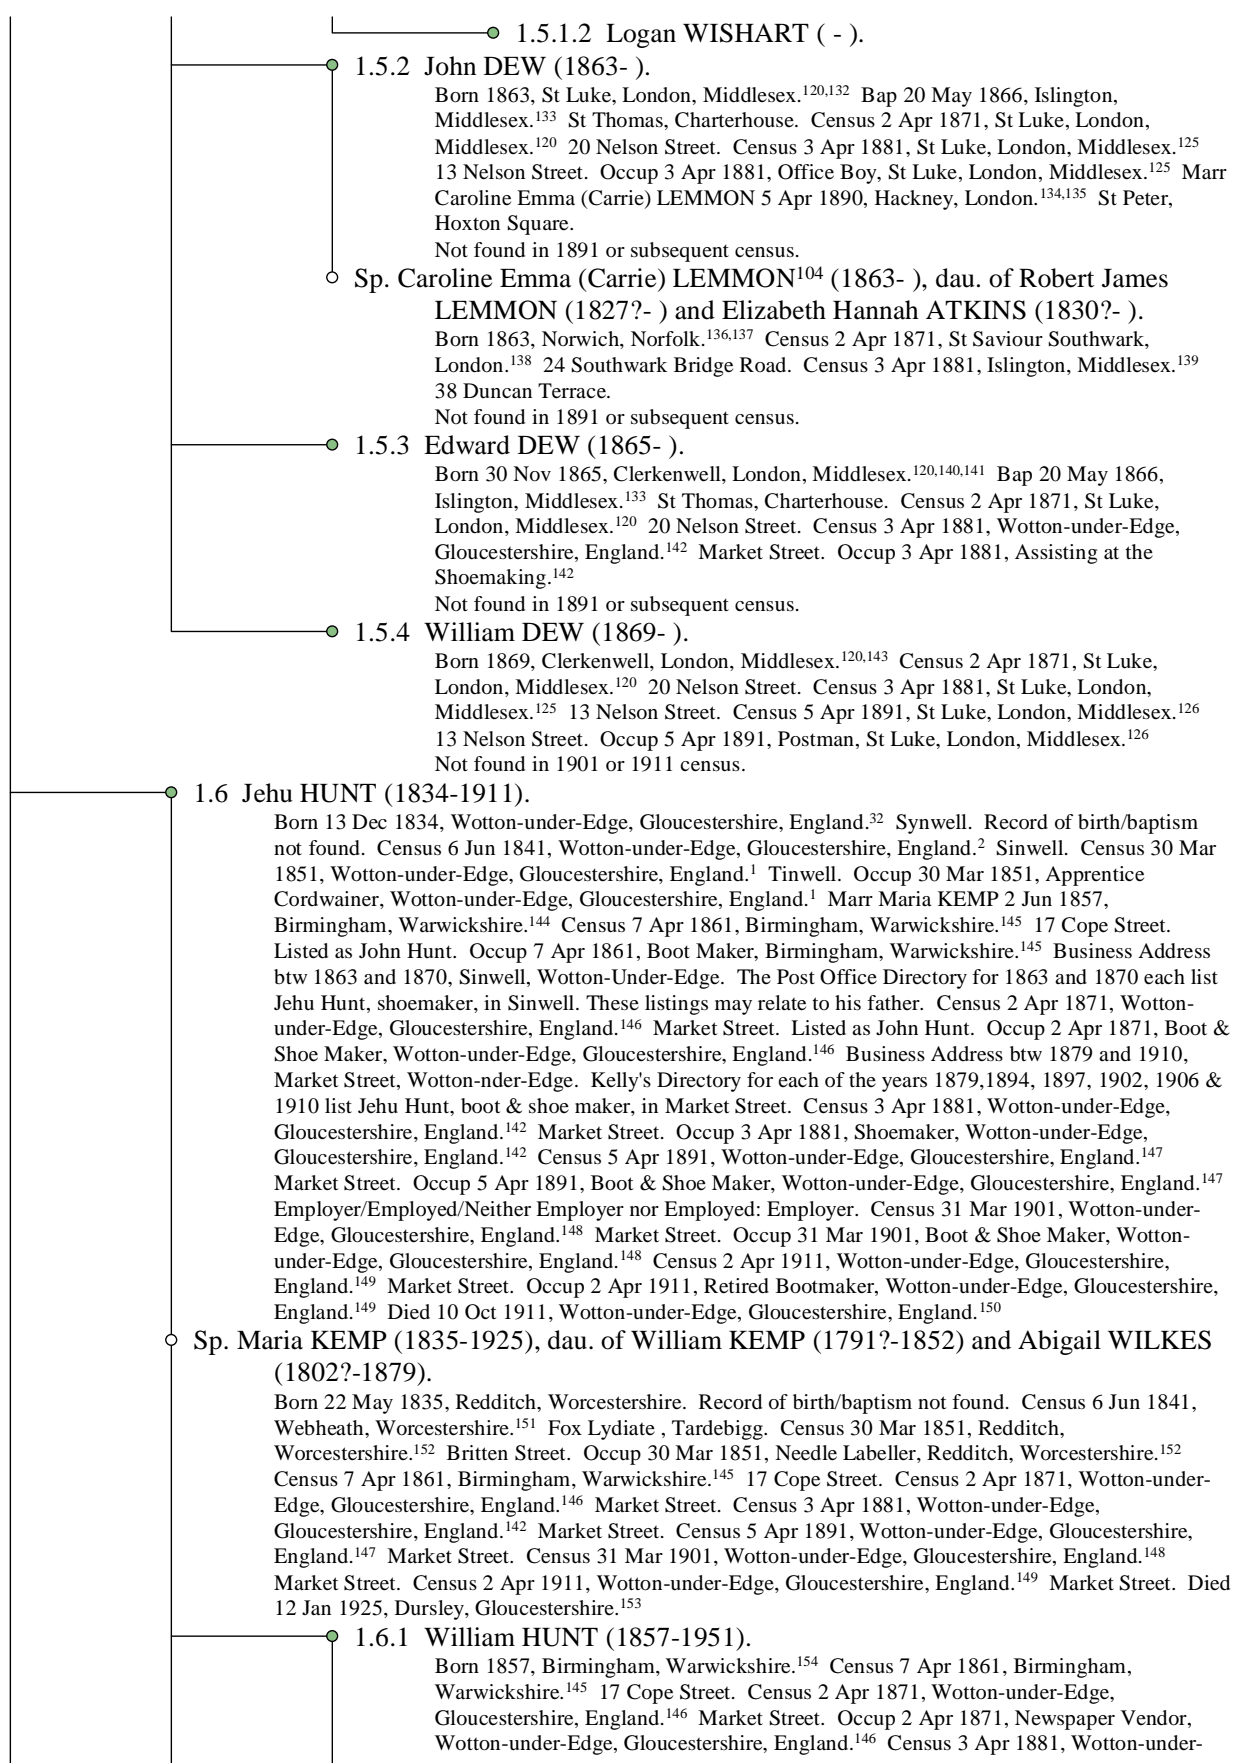 1.5.1.2 Logan WISHART ( - ).
1.5.2 John DEW (1863- ).
Born 1863, St Luke, London, Middlesex.120,132 Bap 20 May 1866, Islington,
Middlesex.133 St Thomas, Charterhouse. Census 2 Apr 1871, St Luke, London,
Middlesex.120 20 Nelson Street. Census 3 Apr 1881, St Luke, London, Middlesex.125
13 Nelson Street. Occup 3 Apr 1881, Office Boy, St Luke, London, Middlesex.125 Marr
Caroline Emma (Carrie) LEMMON 5 Apr 1890, Hackney, London.134,135 St Peter,
Hoxton Square.
Not found in 1891 or subsequent census.
Sp. Caroline Emma (Carrie) LEMMON104 (1863- ), dau. of Robert James
LEMMON (1827?- ) and Elizabeth Hannah ATKINS (1830?- ).
Born 1863, Norwich, Norfolk.136,137 Census 2 Apr 1871, St Saviour Southwark,
London.138 24 Southwark Bridge Road. Census 3 Apr 1881, Islington, Middlesex.139
38 Duncan Terrace.
Not found in 1891 or subsequent census.
1.5.3 Edward DEW (1865- ).
Born 30 Nov 1865, Clerkenwell, London, Middlesex.120,140,141 Bap 20 May 1866,
Islington, Middlesex.133 St Thomas, Charterhouse. Census 2 Apr 1871, St Luke,
London, Middlesex.120 20 Nelson Street. Census 3 Apr 1881, Wotton-under-Edge,
Gloucestershire, England.142 Market Street. Occup 3 Apr 1881, Assisting at the
Shoemaking.142
Not found in 1891 or subsequent census.
1.5.4 William DEW (1869- ).
Born 1869, Clerkenwell, London, Middlesex.120,143 Census 2 Apr 1871, St Luke,
London, Middlesex.120 20 Nelson Street. Census 3 Apr 1881, St Luke, London,
Middlesex.125 13 Nelson Street. Census 5 Apr 1891, St Luke, London, Middlesex.126
13 Nelson Street. Occup 5 Apr 1891, Postman, St Luke, London, Middlesex.126
Not found in 1901 or 1911 census.
1.6 Jehu HUNT (1834-1911).
Born 13 Dec 1834, Wotton-under-Edge, Gloucestershire, England.32 Synwell. Record of birth/baptism
not found. Census 6 Jun 1841, Wotton-under-Edge, Gloucestershire, England.2 Sinwell. Census 30 Mar
1851, Wotton-under-Edge, Gloucestershire, England.1 Tinwell. Occup 30 Mar 1851, Apprentice
Cordwainer, Wotton-under-Edge, Gloucestershire, England.1 Marr Maria KEMP 2 Jun 1857,
Birmingham, Warwickshire.144 Census 7 Apr 1861, Birmingham, Warwickshire.145 17 Cope Street.
Listed as John Hunt. Occup 7 Apr 1861, Boot Maker, Birmingham, Warwickshire.145 Business Address
btw 1863 and 1870, Sinwell, Wotton-Under-Edge. The Post Office Directory for 1863 and 1870 each list
Jehu Hunt, shoemaker, in Sinwell. These listings may relate to his father. Census 2 Apr 1871, Wotton-
under-Edge, Gloucestershire, England.146 Market Street. Listed as John Hunt. Occup 2 Apr 1871, Boot &
Shoe Maker, Wotton-under-Edge, Gloucestershire, England.146 Business Address btw 1879 and 1910,
Market Street, Wotton-nder-Edge. Kelly's Directory for each of the years 1879,1894, 1897, 1902, 1906 &
1910 list Jehu Hunt, boot & shoe maker, in Market Street. Census 3 Apr 1881, Wotton-under-Edge,
Gloucestershire, England.142 Market Street. Occup 3 Apr 1881, Shoemaker, Wotton-under-Edge,
Gloucestershire, England.142 Census 5 Apr 1891, Wotton-under-Edge, Gloucestershire, England.147
Market Street. Occup 5 Apr 1891, Boot & Shoe Maker, Wotton-under-Edge, Gloucestershire, England.147
Employer/Employed/Neither Employer nor Employed: Employer. Census 31 Mar 1901, Wotton-under-
Edge, Gloucestershire, England.148 Market Street. Occup 31 Mar 1901, Boot & Shoe Maker, Wotton-
under-Edge, Gloucestershire, England.148 Census 2 Apr 1911, Wotton-under-Edge, Gloucestershire,
England.149 Market Street. Occup 2 Apr 1911, Retired Bootmaker, Wotton-under-Edge, Gloucestershire,
England.149 Died 10 Oct 1911, Wotton-under-Edge, Gloucestershire, England.150
Sp. Maria KEMP (1835-1925), dau. of William KEMP (1791?-1852) and Abigail WILKES
(1802?-1879).
Born 22 May 1835, Redditch, Worcestershire. Record of birth/baptism not found. Census 6 Jun 1841,
Webheath, Worcestershire.151 Fox Lydiate , Tardebigg. Census 30 Mar 1851, Redditch,
Worcestershire.152 Britten Street. Occup 30 Mar 1851, Needle Labeller, Redditch, Worcestershire.152
Census 7 Apr 1861, Birmingham, Warwickshire.145 17 Cope Street. Census 2 Apr 1871, Wotton-under-
Edge, Gloucestershire, England.146 Market Street. Census 3 Apr 1881, Wotton-under-Edge,
Gloucestershire, England.142 Market Street. Census 5 Apr 1891, Wotton-under-Edge, Gloucestershire,
England.147 Market Street. Census 31 Mar 1901, Wotton-under-Edge, Gloucestershire, England.148
Market Street. Census 2 Apr 1911, Wotton-under-Edge, Gloucestershire, England.149 Market Street. Died
12 Jan 1925, Dursley, Gloucestershire.153
1.6.1 William HUNT (1857-1951).
Born 1857, Birmingham, Warwickshire.154 Census 7 Apr 1861, Birmingham,
Warwickshire.145 17 Cope Street. Census 2 Apr 1871, Wotton-under-Edge,
Gloucestershire, England.146 Market Street. Occup 2 Apr 1871, Newspaper Vendor,
Wotton-under-Edge, Gloucestershire, England.146 Census 3 Apr 1881, Wotton-under-